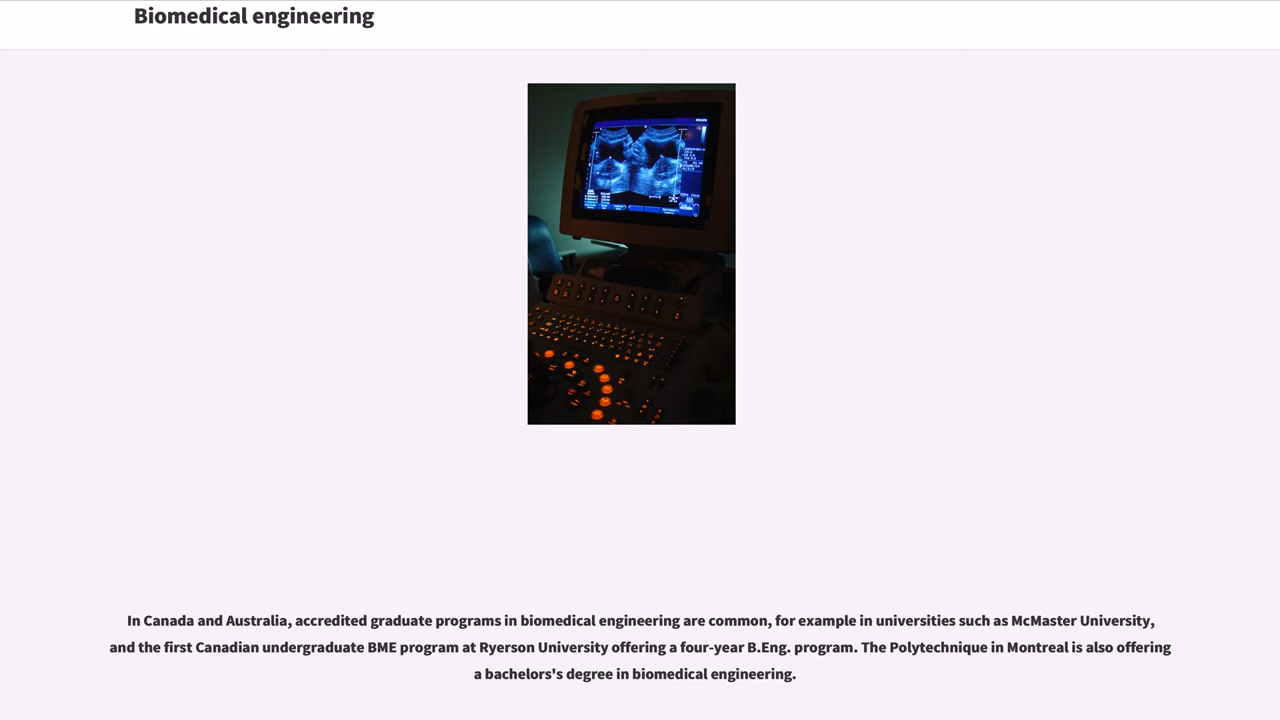 Biomedical engineering
PHILIPS
In Canada and Australia, accredited graduate programs in biomedical engineering are common, for example in universities such as McMaster University,
and the first Canadian undergraduate BME program at Ryerson University offering a four-year B.Eng. program. The Polytechnique in Montreal is also offering
a bachelors's degree in biomedical engineering.